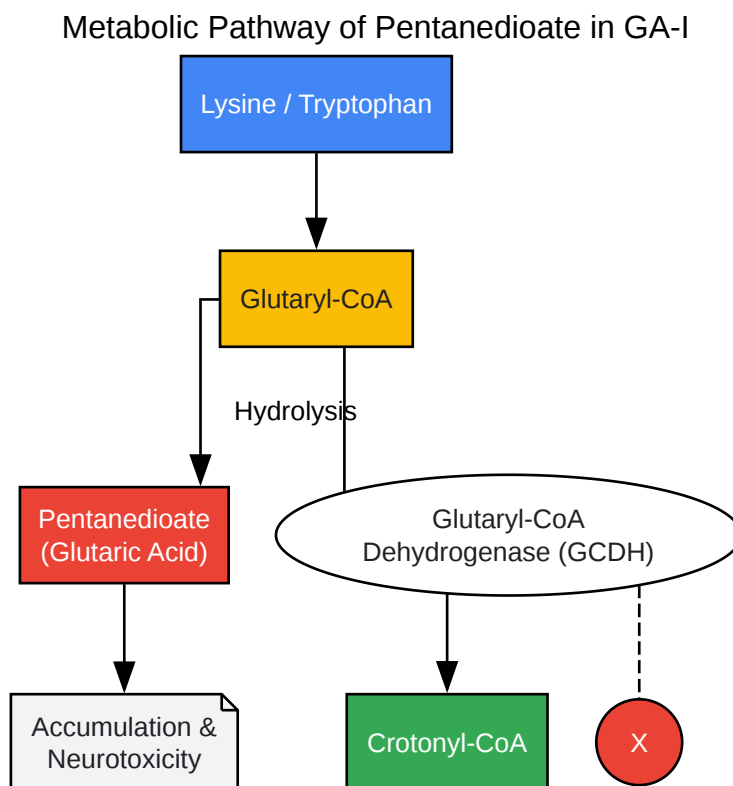 Metabolic Pathway of Pentanedioate in GA-I
Lysine / Tryptophan
Glutaryl-CoA
Hydrolysis
Pentanedioate
(Glutaric Acid)
Glutaryl-CoA
Dehydrogenase (GCDH)
Accumulation &
Neurotoxicity
Crotonyl-CoA
X